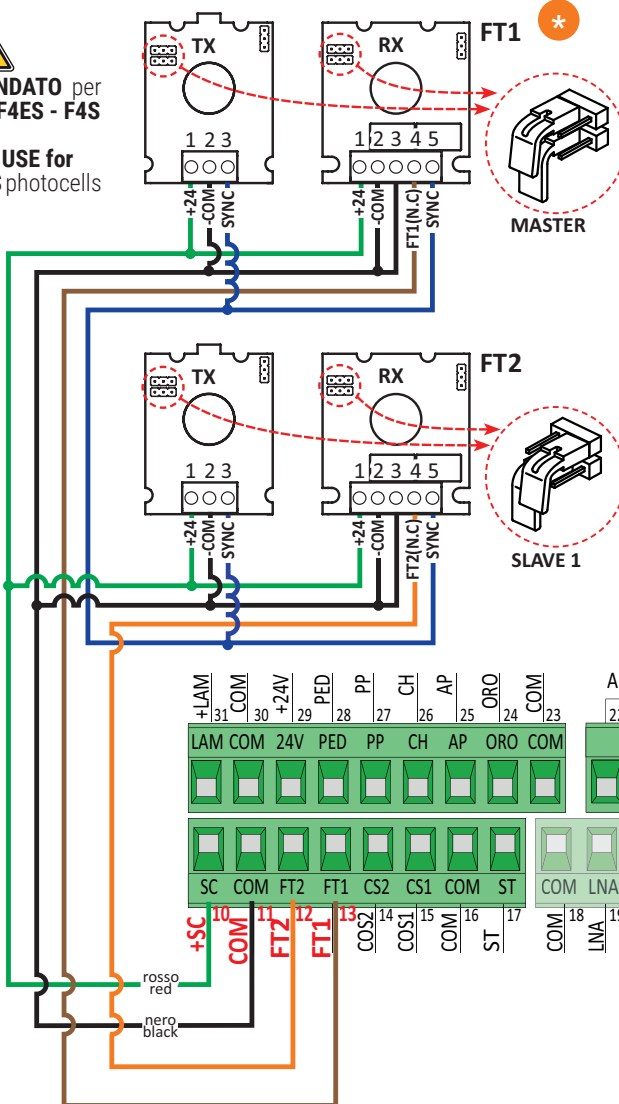 TX
RX
FT1
*
NDATO per
F4ES - F4S
USE for
photocells
1 2 3
1 2 3 4 5
+24
-COM
SYNC
+24
-COM
FT1(N.C)
SYNC
MASTER
TX
RX
FT2
1 2 3
1 2 3 4 5
+24
-COM
SYNC
+24
-COM
FT2(N.C)
SYNC
SLAVE 1
+LAM COM +24V PED PP CH AP ORO COM A
31 30 29 28 27 26 25 24 23 22
LAM COM 24V PED PP CH AP ORO COM
SC COM FT2 FT1 CS2 CS1 COM ST COM LNA
10 11 12 13 14 15 16 17 18 19
+SC COM FT2 FT1 COS2 COS1 COM ST COM LNA
rosso
red
nero
black